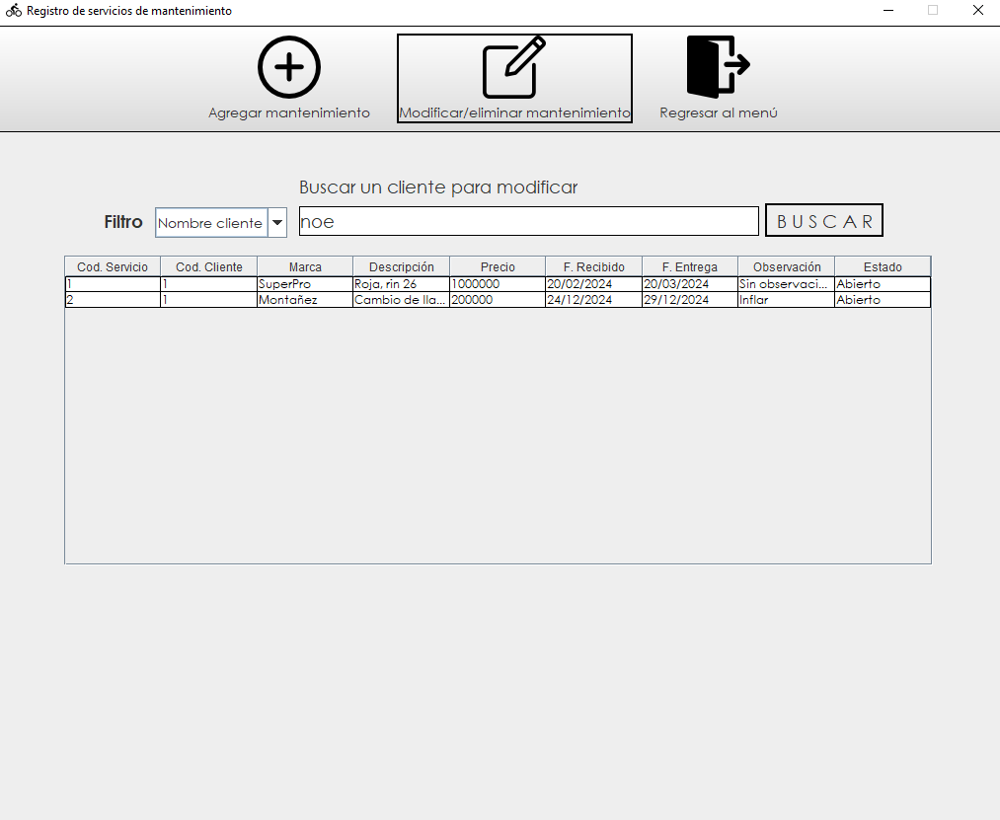 Registro de servicios de mantenimiento
Agregar mantenimiento Modificar/eliminar mantenimiento Regresar al menú
Buscar un cliente para modificar
Filtro Nombre cliente noe BUSCAR
Cod. Servicio Cod. Cliente Marca Descripción Precio F. Recibido F. Entrega Observación Estado
1 1 SuperPro Roja, rin 26 1000000 20/02/2024 20/03/2024 Sin observaci... Abierto
2 1 Montañez Cambio de lla... 200000 24/12/2024 29/12/2024 Inflar Abierto